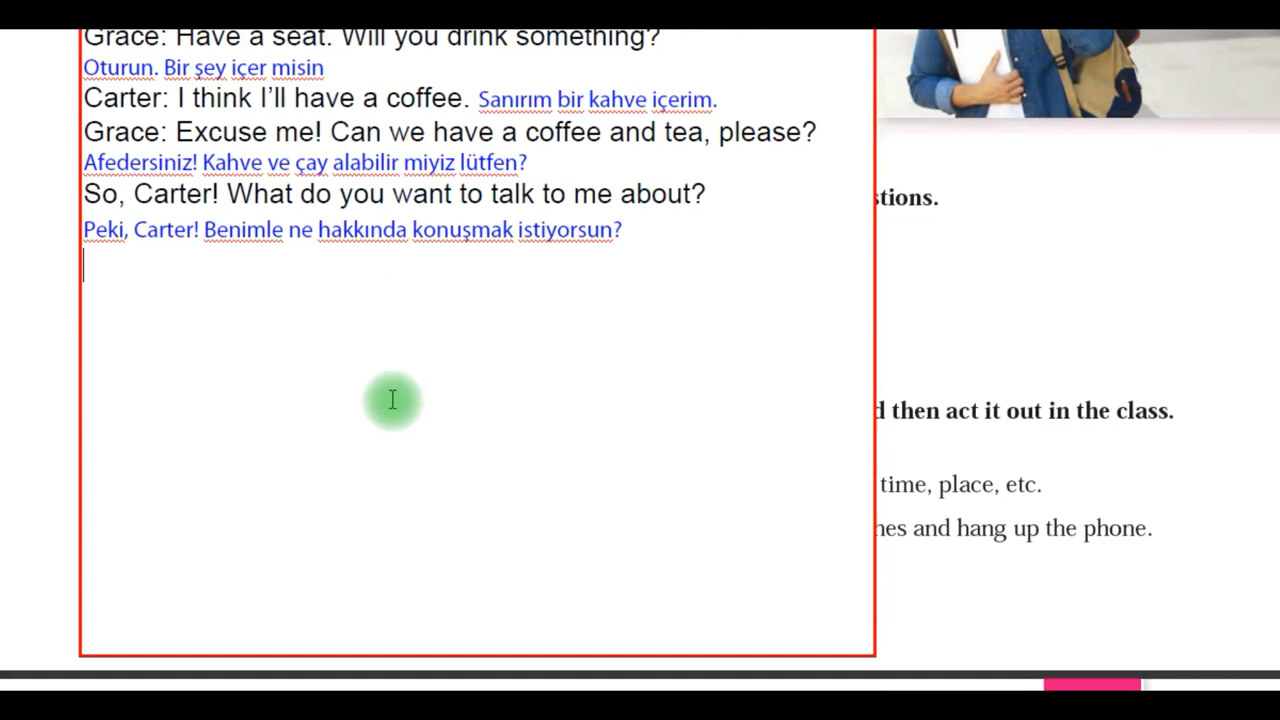 Grace: Have a seat. Will you drink something?
Oturun. Bir şey içer misin
Carter: I think I'll have a coffee. Sanırım bir kahve içerim.
Grace: Excuse me! Can we have a coffee and tea, please?
Afedersiniz! Kahve ve çay alabilir miyiz lütfen?
So, Carter! What do you want to talk to me about?
Peki, Carter! Benimle ne hakkında konuşmak istiyorsun?
then act it out in the class.
time, place, etc.
and hang up the phone.